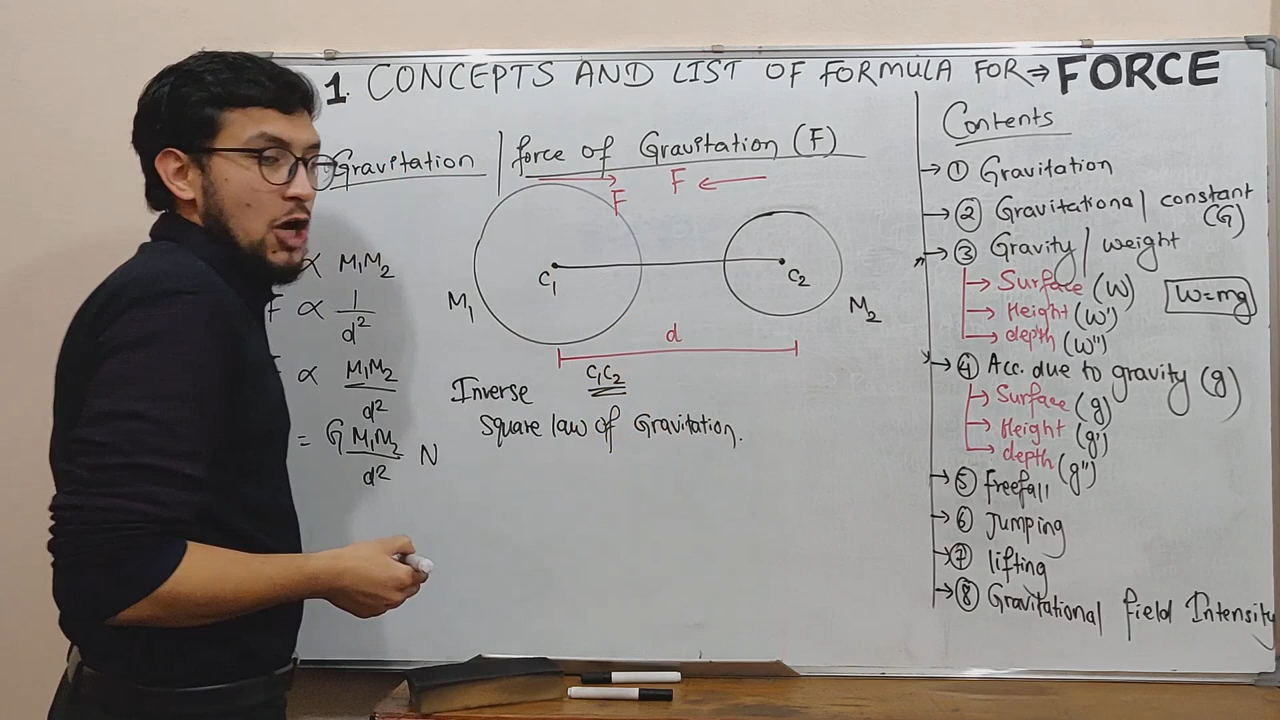 1. CONCEPTS AND LIST OF FORMULA FOR ⇒ FORCE
Gravitation | force of Gravitation (F)
F F
∝ M₁M₂
F ∝ 1/d²
∝ M₁M₂/d²
= G M₁M₂/d² N
C₁ C₂
M₁ M₂
d
C₁C₂
Inverse
Square law of Gravitation.
Contents
→ ① Gravitation
→ ② Gravitational constant
(G)
→ ③ Gravity / weight
→ Surface (W)
→ Height (W')
→ depth (W")
W=mg
→ ④ Acc. due to gravity (g)
→ Surface (g)
→ Height (g')
→ depth (g")
→ ⑤ freefall
→ ⑥ Jumping
→ ⑦ lifting
→ ⑧ Gravitational field Intensity